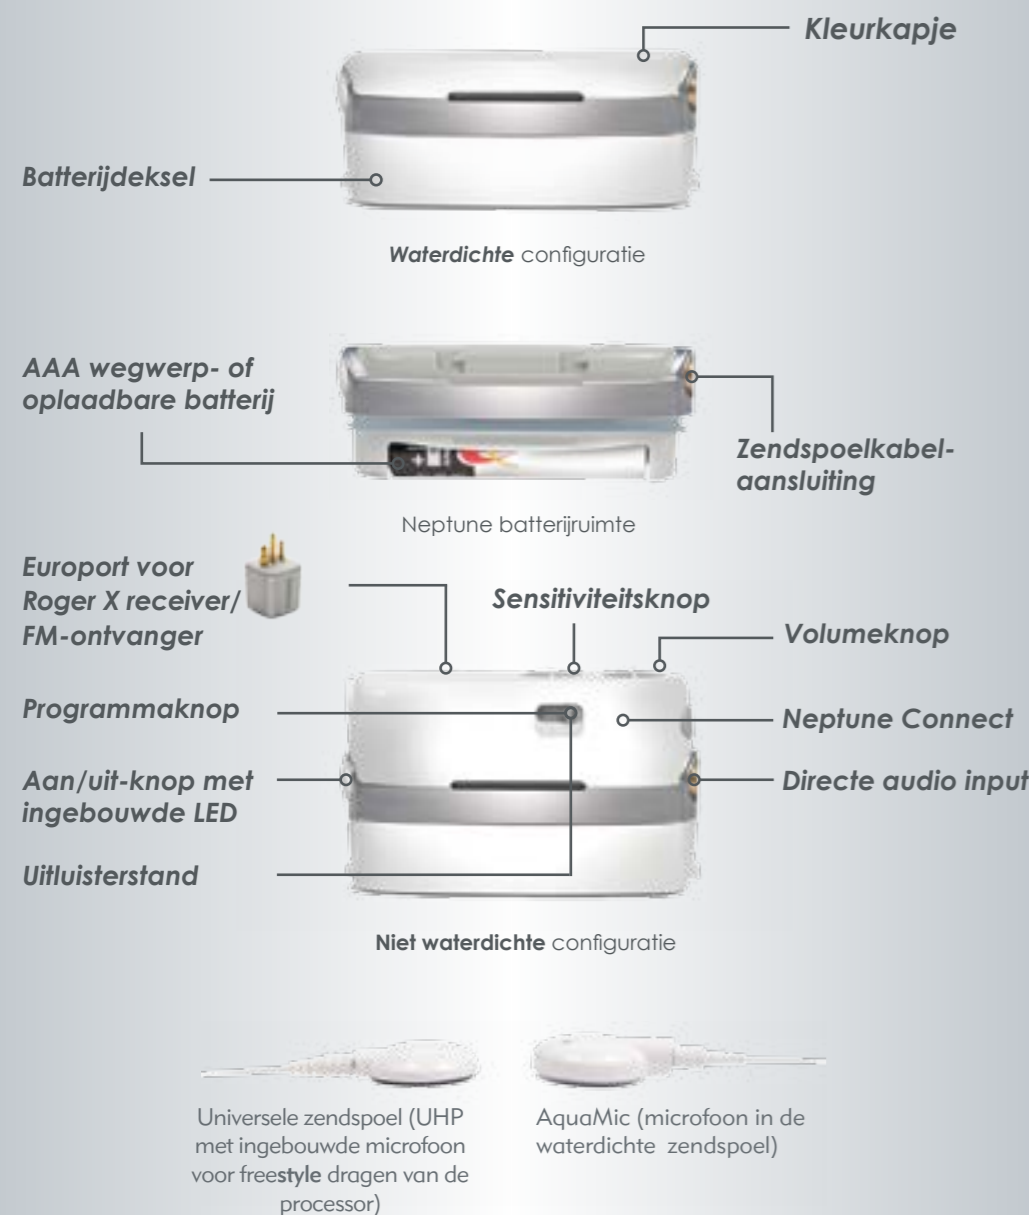 Kleurkapje
Batterijdeksel
Waterdichte configuratie
AAA wegwerp- of
oplaadbare batterij
Zendspoelkabel-
aansluiting
Neptune batterijruimte
Europort voor
Roger X receiver/
FM-ontvanger
Sensitiviteitsknop
Volumeknop
Programmaknop
Neptune Connect
Aan/uit-knop met
ingebouwde LED
Directe audio input
Uitluisterstand
Niet waterdichte configuratie
Universele zendspoel (UHP
met ingebouwde microfoon
voor freestyle dragen van de
processor)
AquaMic (microfoon in de
waterdichte zendspoel)